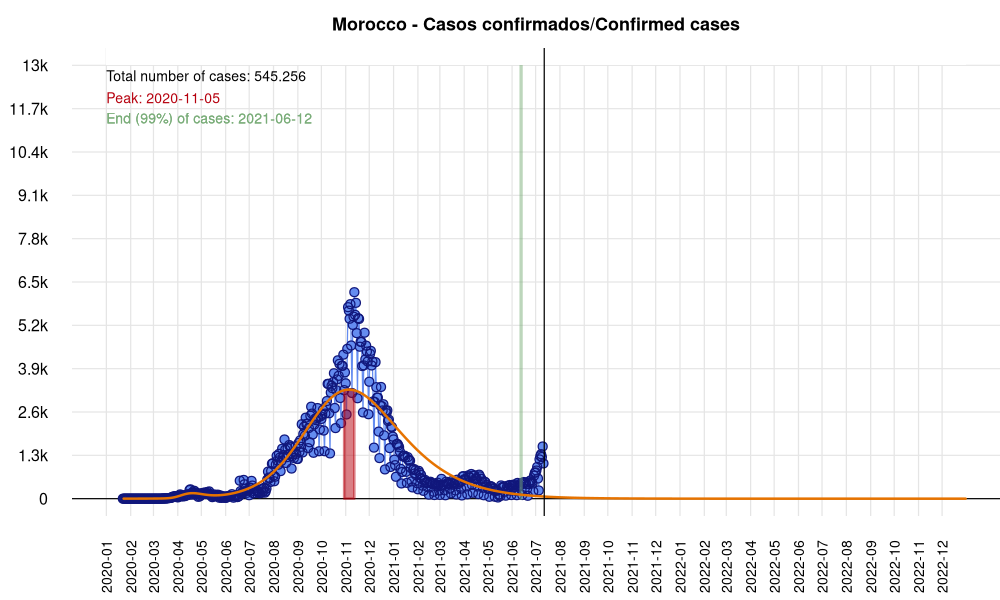 Morocco - Casos confirmados/Confirmed cases
Total number of cases: 545.256
Peak: 2020-11-05
End (99%) of cases: 2021-06-12
13k
11.7k
10.4k
9.1k
7.8k
6.5k
5.2k
3.9k
2.6k
1.3k
0
2020-01
2020-02
2020-03
2020-04
2020-05
2020-06
2020-07
2020-08
2020-09
2020-10
2020-11
2020-12
2021-01
2021-02
2021-03
2021-04
2021-05
2021-06
2021-07
2021-08
2021-09
2021-10
2021-11
2021-12
2022-01
2022-02
2022-03
2022-04
2022-05
2022-06
2022-07
2022-08
2022-09
2022-10
2022-11
2022-12